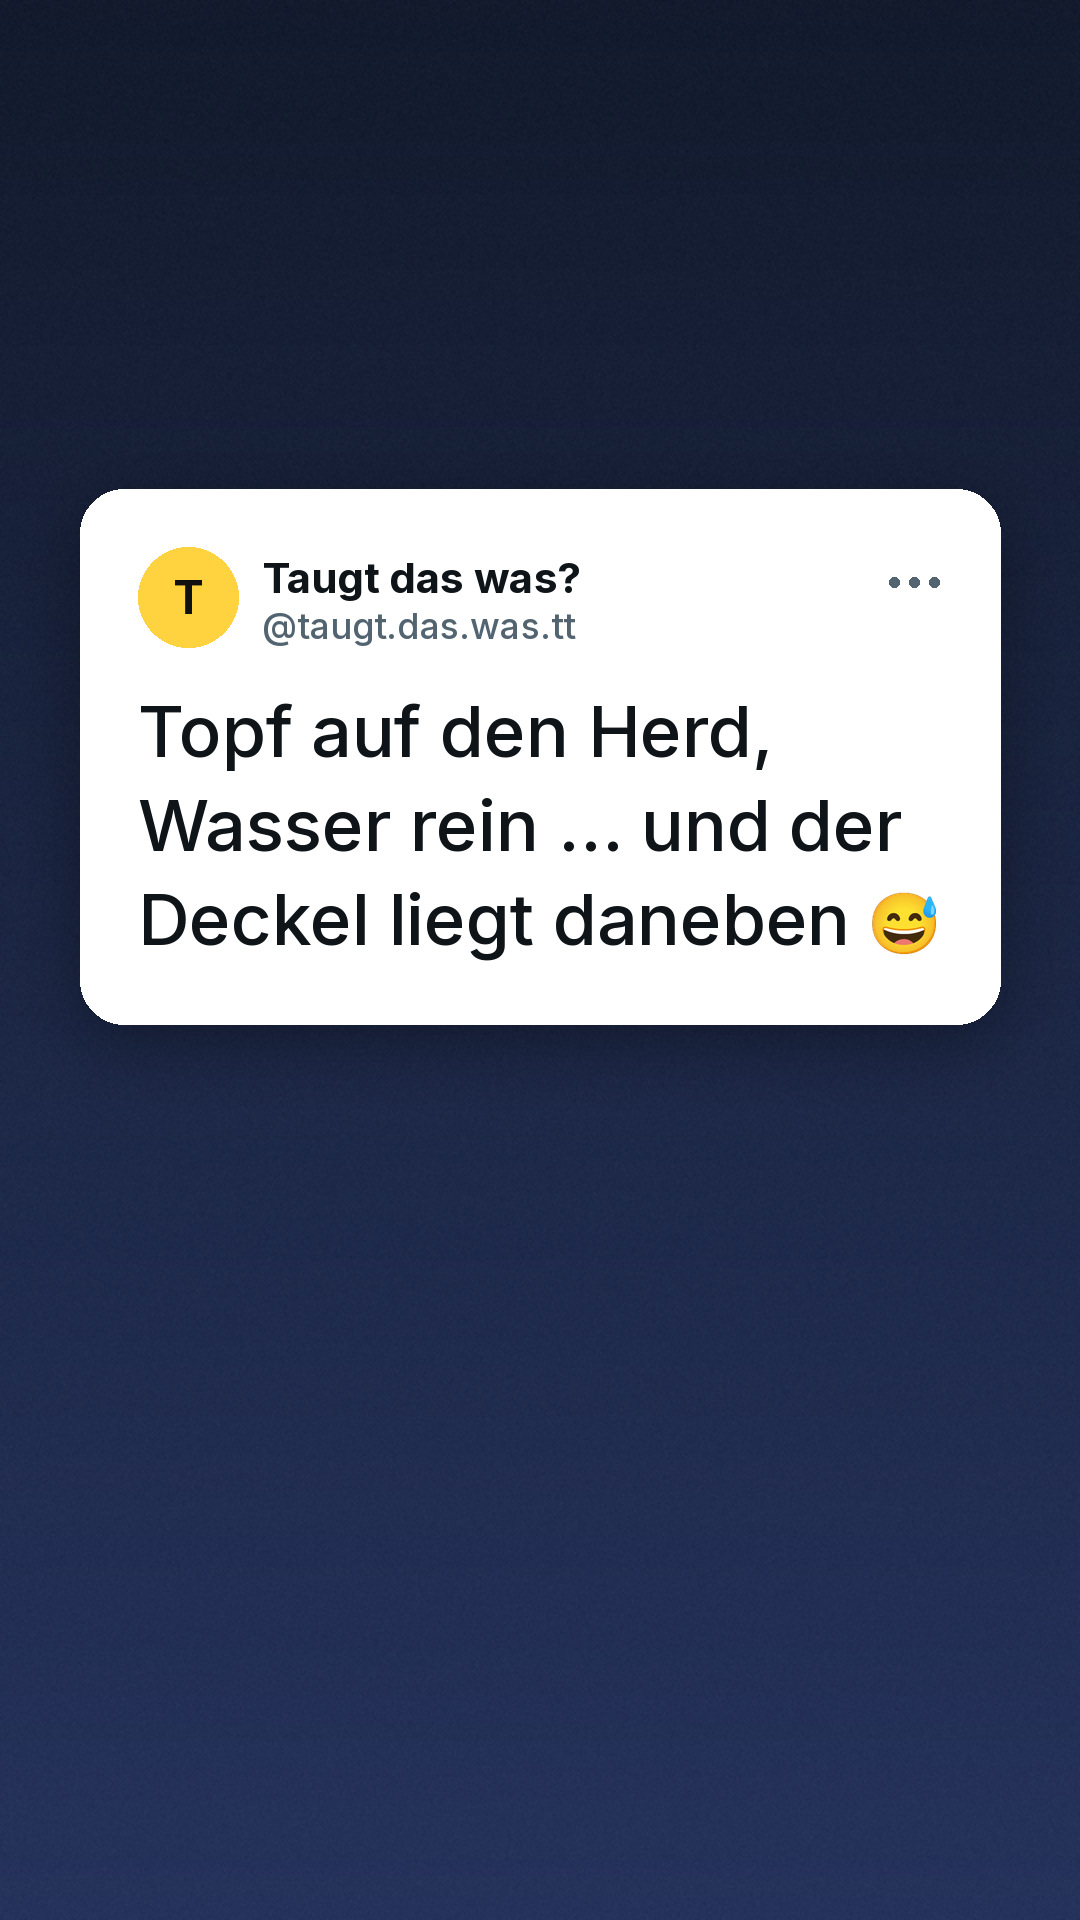 T
Taugt das was?
@taugt.das.was.tt
Topf auf den Herd,
Wasser rein … und der
Deckel liegt daneben 😅